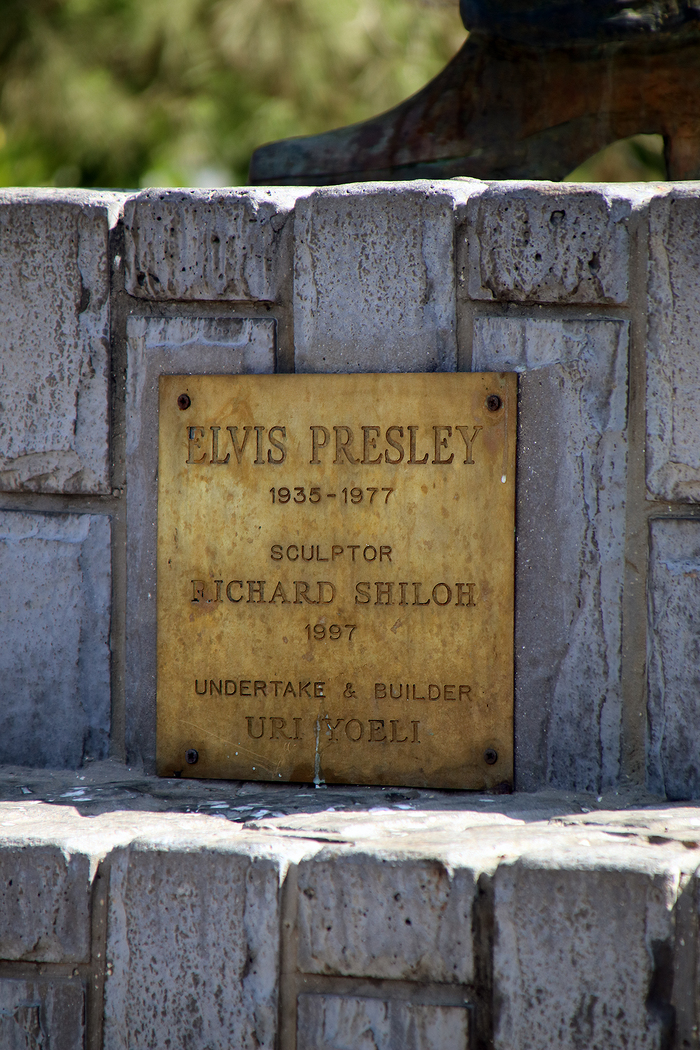 ELVIS PRESLEY
1935-1977
SCULPTOR
RICHARD SHILOH
1997
UNDERTAKE & BUILDER
URI YOELI